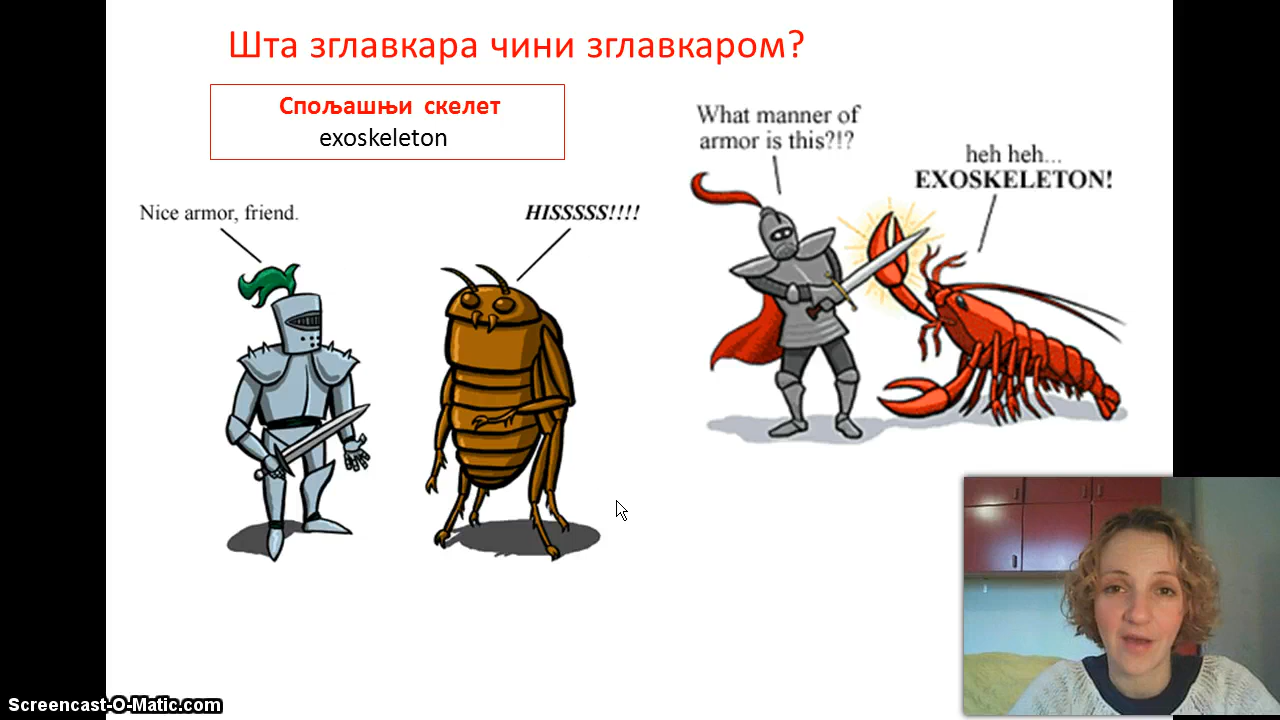 Шта зглавкара чини зглавкаром?
Спољашњи скелет
exoskeleton
Nice armor, friend.
HISSSSS!!!!
What manner of
armor is this?!?
heh heh...
EXOSKELETON!
Screencast-O-Matic.com